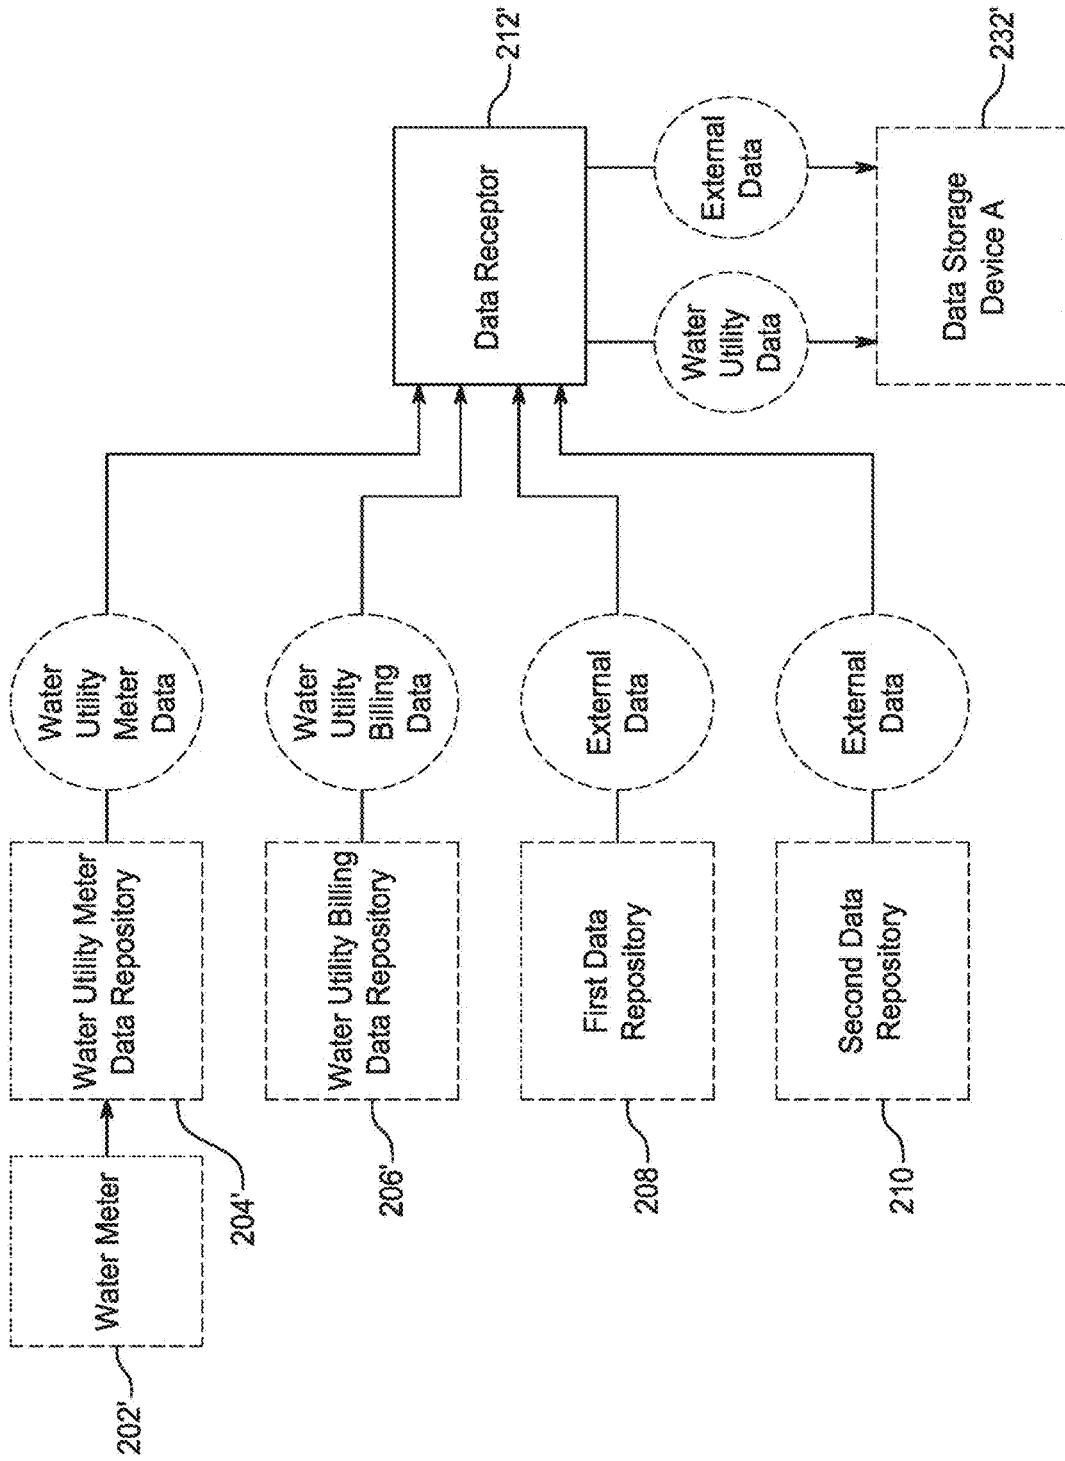 Water Meter
202'
Water Utility Meter
Data Repository
204'
Water
Utility
Meter
Data
Water Utility Billing
Data Repository
206'
Water
Utility
Billing
Data
First Data
Repository
208
External
Data
Second Data
Repository
210
External
Data
Data Receptor
212'
Water
Utility
Data
External
Data
Data Storage
Device A
232'